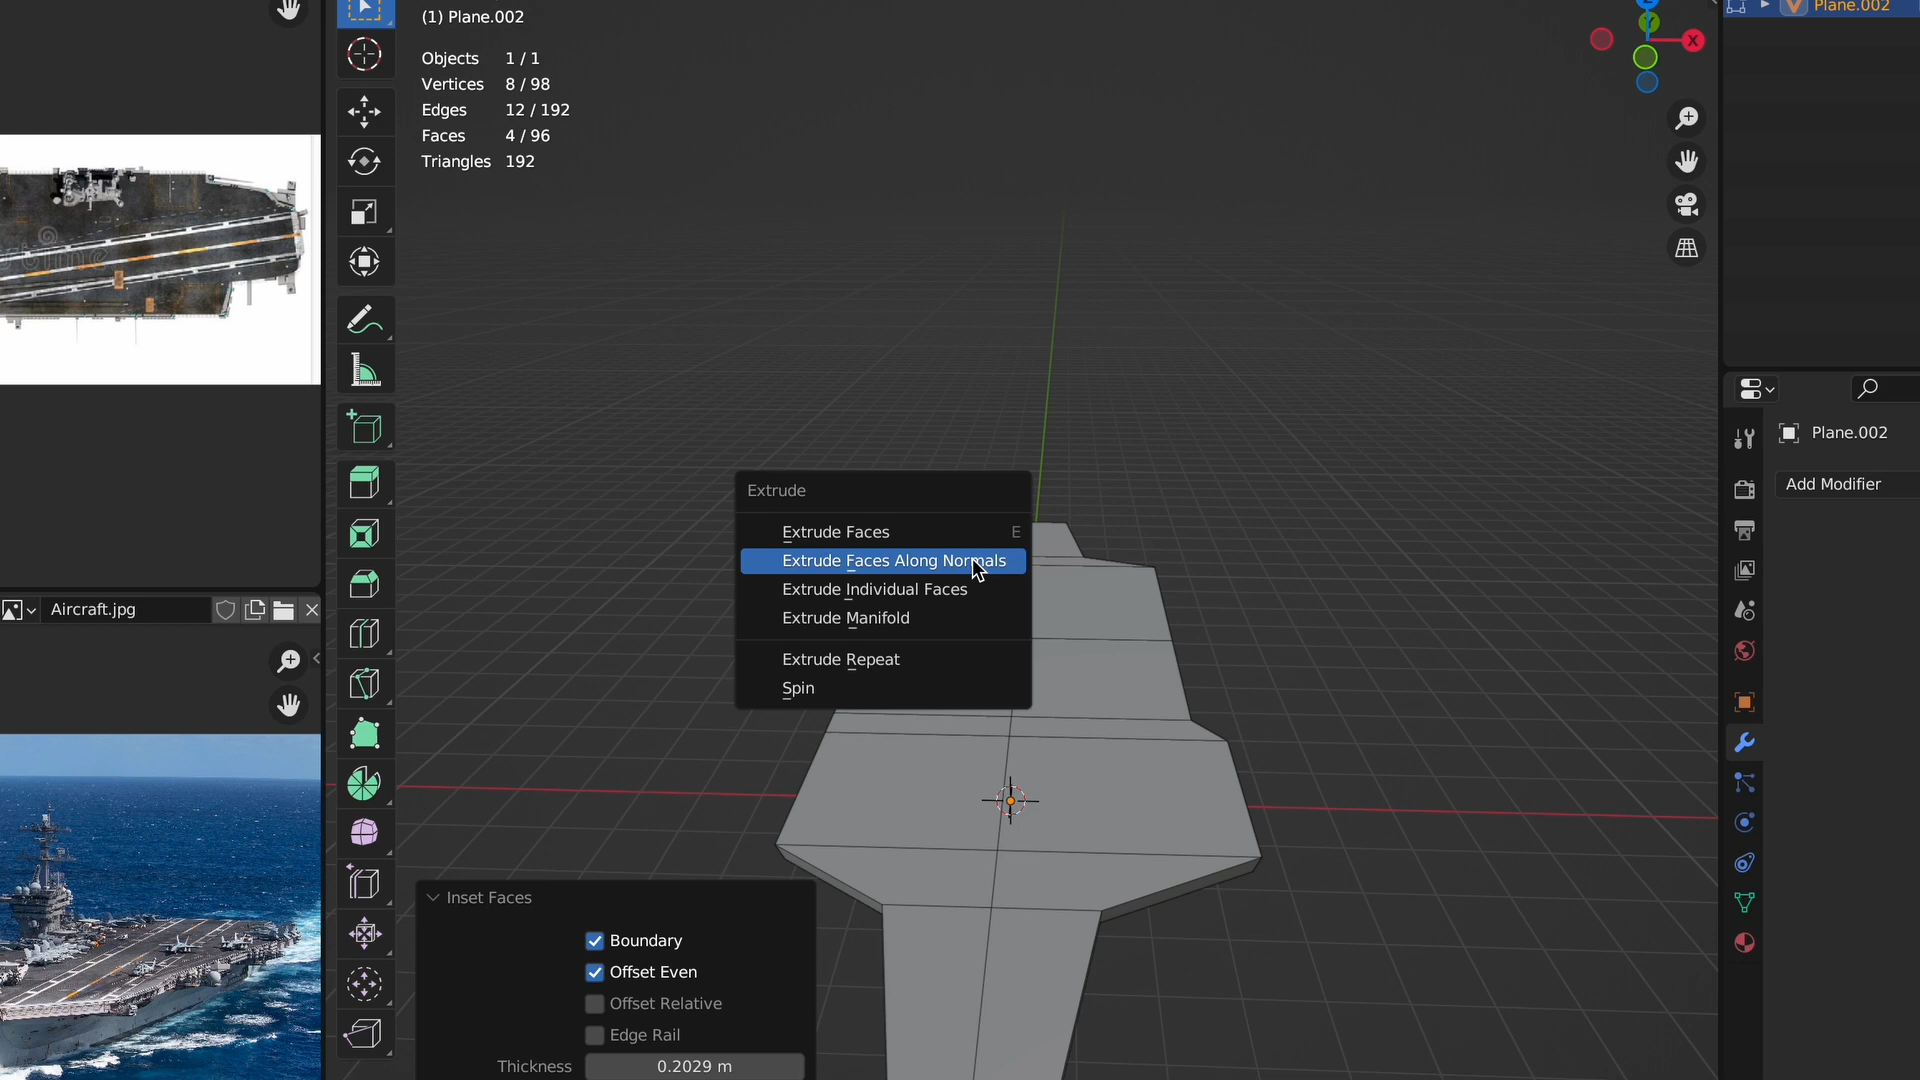 (1) Plane.002
Objects 1 / 1
Vertices 8 / 98
Edges 12 / 192
Faces 4 / 96
Triangles 192
Extrude
Extrude Faces E
Extrude Faces Along Normals
Extrude Individual Faces
Extrude Manifold
Extrude Repeat
Spin
Inset Faces
Boundary
Offset Even
Offset Relative
Edge Rail
Thickness 0.2029 m
Aircraft.jpg
Y
X
Plane.002
Plane.002
Add Modifier